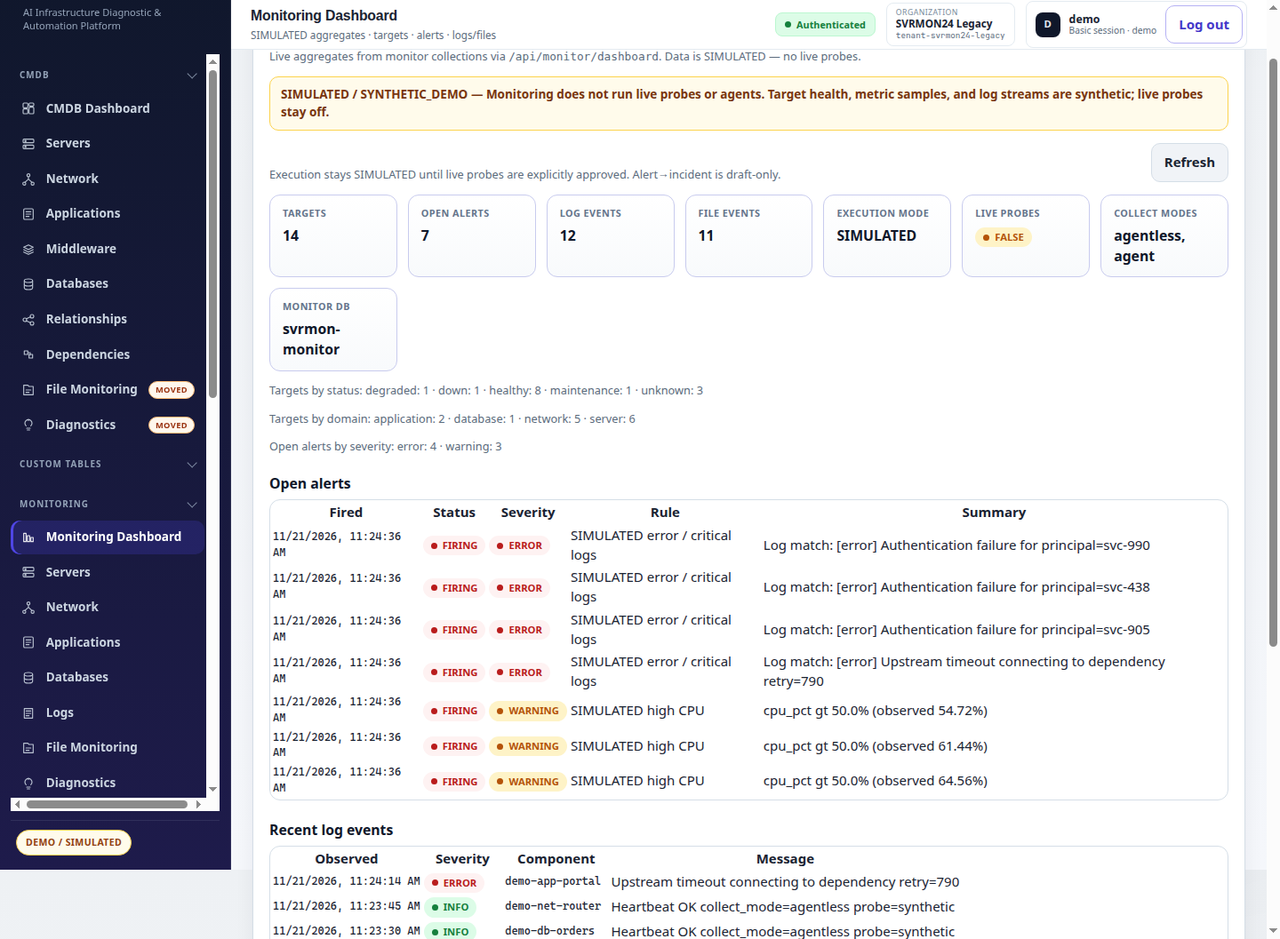 AI Infrastructure Diagnostic &
Automation Platform
CMDB
CMDB Dashboard
Servers
Network
Applications
Middleware
Databases
Relationships
Dependencies
File Monitoring MOVED
Diagnostics MOVED
CUSTOM TABLES
MONITORING
Monitoring Dashboard
Servers
Network
Applications
Databases
Logs
File Monitoring
Diagnostics
DEMO / SIMULATED
Monitoring Dashboard
SIMULATED aggregates · targets · alerts · logs/files
Authenticated
ORGANIZATION
SVRMON24 Legacy
tenant-svrmon24-legacy
D
demo
Basic session · demo
Log out
Live aggregates from monitor collections via /api/monitor/dashboard. Data is SIMULATED — no live probes.
SIMULATED / SYNTHETIC_DEMO — Monitoring does not run live probes or agents. Target health, metric samples, and log streams are synthetic; live probes
stay off.
Execution stays SIMULATED until live probes are explicitly approved. Alert→incident is draft-only.
Refresh
TARGETS
14
OPEN ALERTS
7
LOG EVENTS
12
FILE EVENTS
11
EXECUTION MODE
SIMULATED
LIVE PROBES
FALSE
COLLECT MODES
agentless,
agent
MONITOR DB
svrmon-
monitor
Targets by status: degraded: 1 · down: 1 · healthy: 8 · maintenance: 1 · unknown: 3
Targets by domain: application: 2 · database: 1 · network: 5 · server: 6
Open alerts by severity: error: 4 · warning: 3
Open alerts
Fired Status Severity Rule Summary
11/21/2026, 11:24:36 AM FIRING ERROR SIMULATED error / critical logs Log match: [error] Authentication failure for principal=svc-990
11/21/2026, 11:24:36 AM FIRING ERROR SIMULATED error / critical logs Log match: [error] Authentication failure for principal=svc-438
11/21/2026, 11:24:36 AM FIRING ERROR SIMULATED error / critical logs Log match: [error] Authentication failure for principal=svc-905
11/21/2026, 11:24:36 AM FIRING ERROR SIMULATED error / critical logs Log match: [error] Upstream timeout connecting to dependency retry=790
11/21/2026, 11:24:36 AM FIRING WARNING SIMULATED high CPU cpu_pct gt 50.0% (observed 54.72%)
11/21/2026, 11:24:36 AM FIRING WARNING SIMULATED high CPU cpu_pct gt 50.0% (observed 61.44%)
11/21/2026, 11:24:36 AM FIRING WARNING SIMULATED high CPU cpu_pct gt 50.0% (observed 64.56%)
Recent log events
Observed Severity Component Message
11/21/2026, 11:24:14 AM ERROR demo-app-portal Upstream timeout connecting to dependency retry=790
11/21/2026, 11:23:45 AM INFO demo-net-router Heartbeat OK collect_mode=agentless probe=synthetic
11/21/2026, 11:23:30 AM INFO demo-db-orders Heartbeat OK collect_mode=agentless probe=synthetic